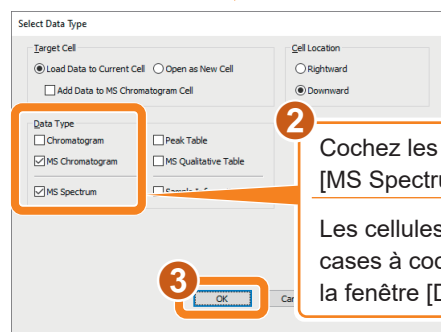 Select Data Type
Target Cell
Load Data to Current Cell Open as New Cell
Add Data to MS Chromatogram Cell
Cell Location
Rightward
Downward
Data Type
Chromatogram Peak Table
MS Chromatogram MS Qualitative Table
MS Spectrum
2
Cochez les
[MS Spectru
Les cellules
cases à coc
la fenêtre [D
3
OK